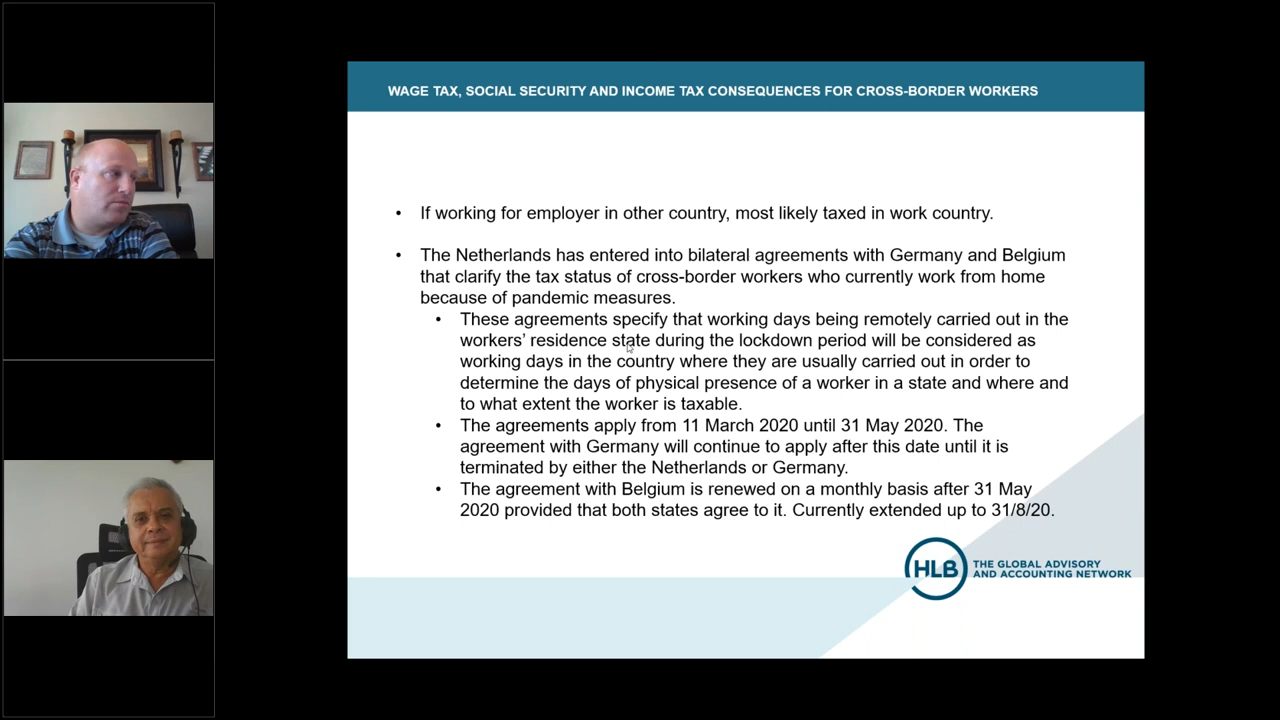 WAGE TAX, SOCIAL SECURITY AND INCOME TAX CONSEQUENCES FOR CROSS-BORDER WORKERS
• If working for employer in other country, most likely taxed in work country.
• The Netherlands has entered into bilateral agreements with Germany and Belgium
that clarify the tax status of cross-border workers who currently work from home
because of pandemic measures.
• These agreements specify that working days being remotely carried out in the
workers’ residence state during the lockdown period will be considered as
working days in the country where they are usually carried out in order to
determine the days of physical presence of a worker in a state and where and
to what extent the worker is taxable.
• The agreements apply from 11 March 2020 until 31 May 2020. The
agreement with Germany will continue to apply after this date until it is
terminated by either the Netherlands or Germany.
• The agreement with Belgium is renewed on a monthly basis after 31 May
2020 provided that both states agree to it. Currently extended up to 31/8/20.
HLB
THE GLOBAL ADVISORY
AND ACCOUNTING NETWORK